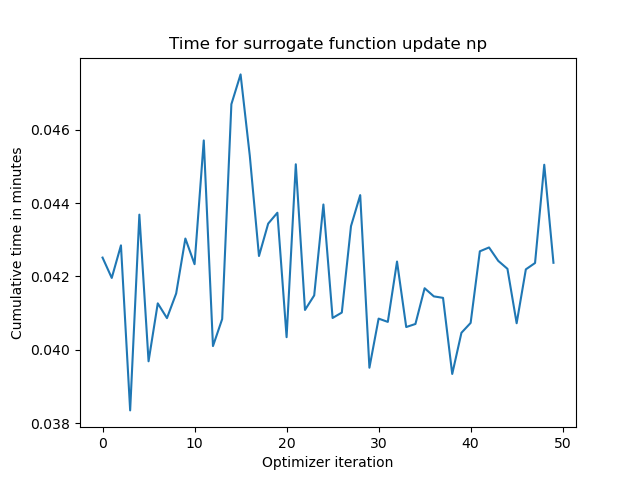 Time for surrogate function update np
Cumulative time in minutes
0.046
0.044
0.042
0.040
0.038
0 10 20 30 40 50
Optimizer iteration